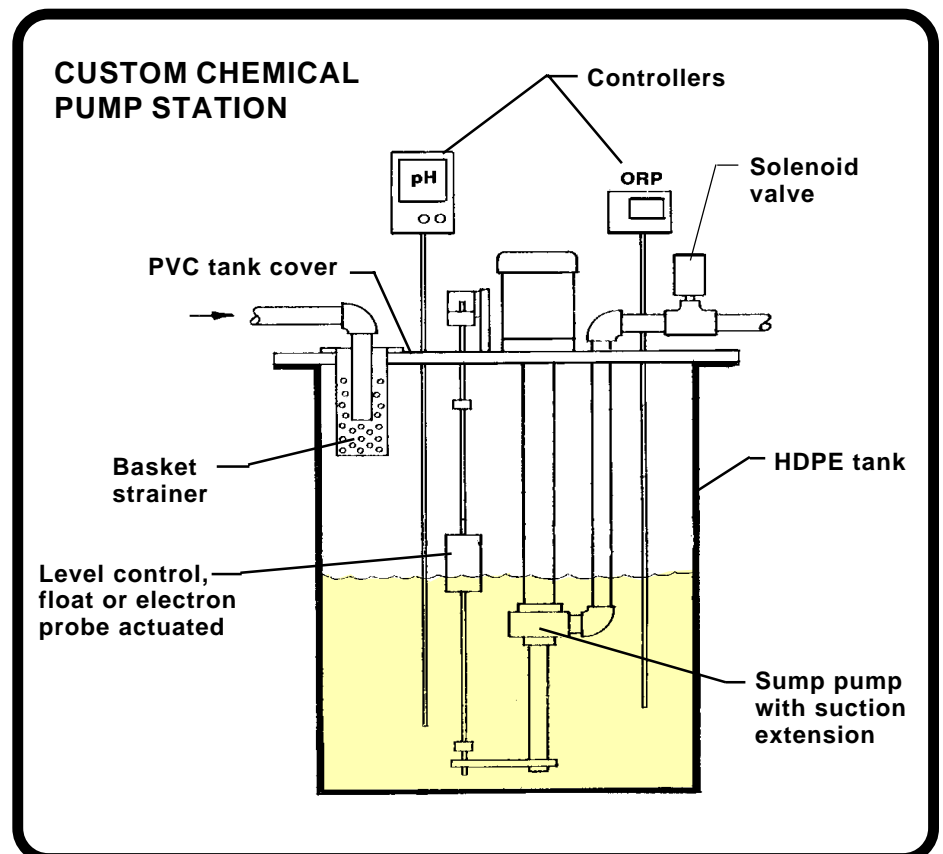 CUSTOM CHEMICAL
PUMP STATION
Controllers
pH
ORP
Solenoid
valve
PVC tank cover
Basket
strainer
HDPE tank
Level control,
float or electron
probe actuated
Sump pump
with suction
extension